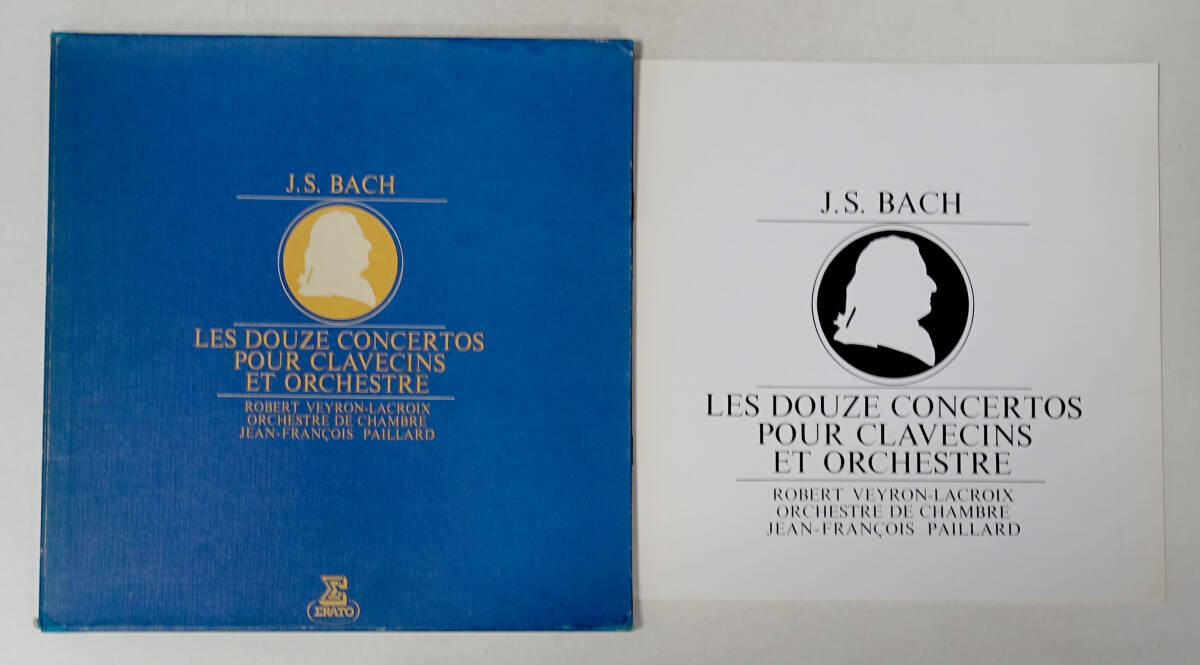 J.S. BACH
LES DOUZE CONCERTOS
POUR CLAVECINS
ET ORCHESTRE
ROBERT VEYRON-LACROIX
ORCHESTRE DE CHAMBRE
JEAN-FRANÇOIS PAILLARD
ERATO
J.S. BACH
LES DOUZE CONCERTOS
POUR CLAVECINS
ET ORCHESTRE
ROBERT VEYRON-LACROIX
ORCHESTRE DE CHAMBRE
JEAN-FRANÇOIS PAILLARD